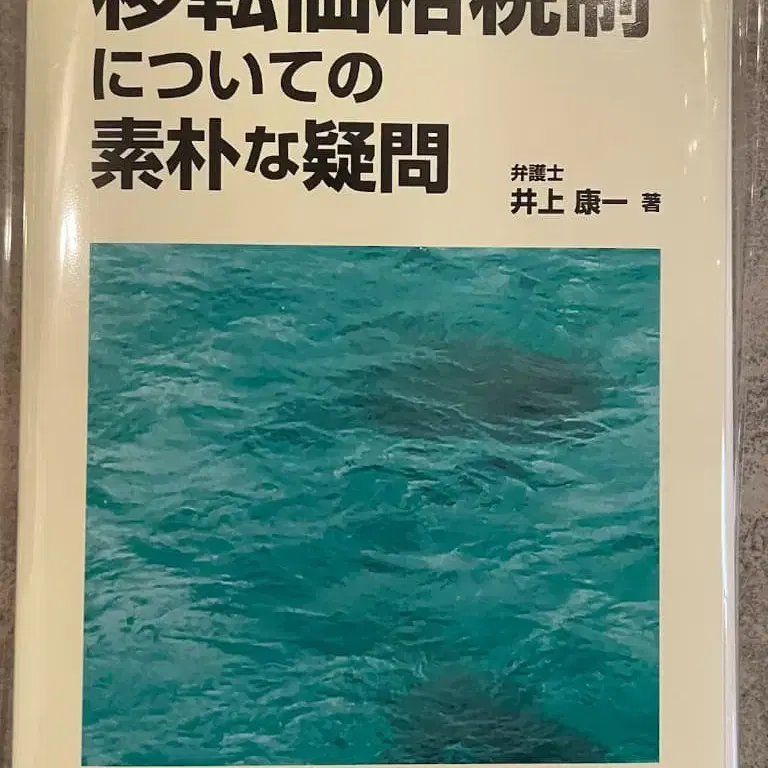 移転価格税制
についての
素朴な疑問
弁護士
井上 康一 著